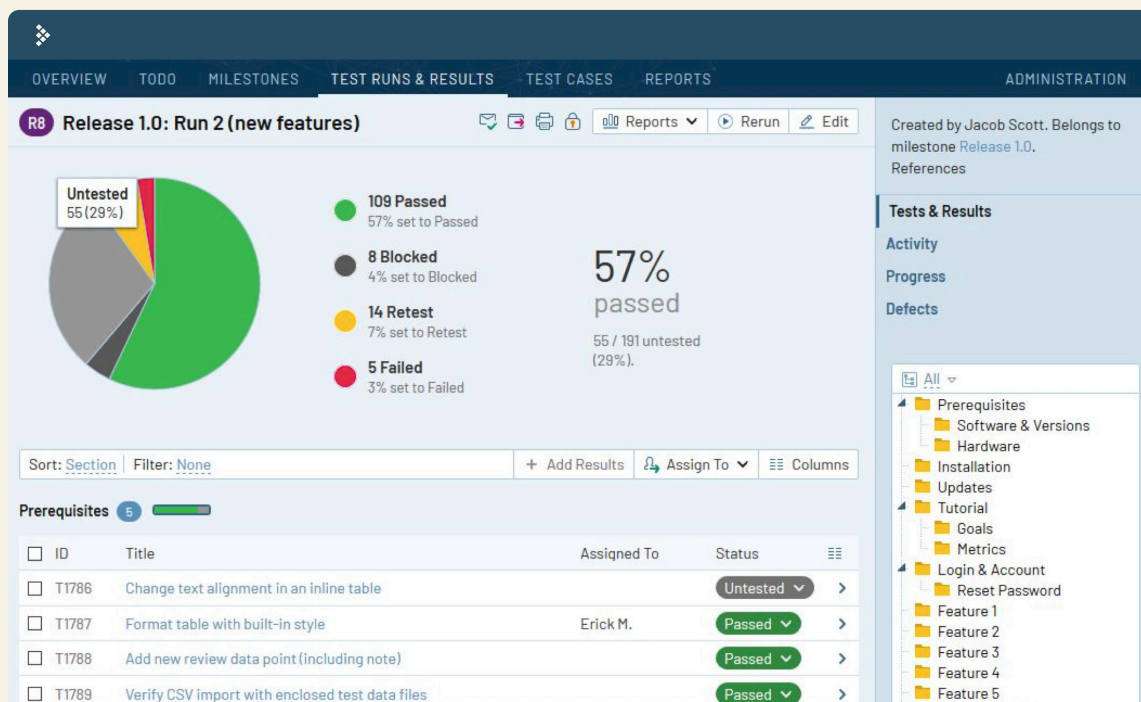 OVERVIEW TODO MILESTONES TEST RUNS & RESULTS TEST CASES REPORTS ADMINISTRATION
R8 Release 1.0: Run 2 (new features) Reports Rerun Edit
Untested
55 (29%)
109 Passed
57% set to Passed
8 Blocked
4% set to Blocked
14 Retest
7% set to Retest
5 Failed
3% set to Failed
57%
passed
55 / 191 untested
(29%).
Sort: Section Filter: None + Add Results Assign To Columns
Prerequisites 5
ID Title Assigned To Status
T1786 Change text alignment in an inline table Untested
T1787 Format table with built-in style Erick M. Passed
T1788 Add new review data point (including note) Passed
T1789 Verify CSV import with enclosed test data files Passed
Created by Jacob Scott. Belongs to
milestone Release 1.0.
References
Tests & Results
Activity
Progress
Defects
All
Prerequisites
Software & Versions
Hardware
Installation
Updates
Tutorial
Goals
Metrics
Login & Account
Reset Password
Feature 1
Feature 2
Feature 3
Feature 4
Feature 5